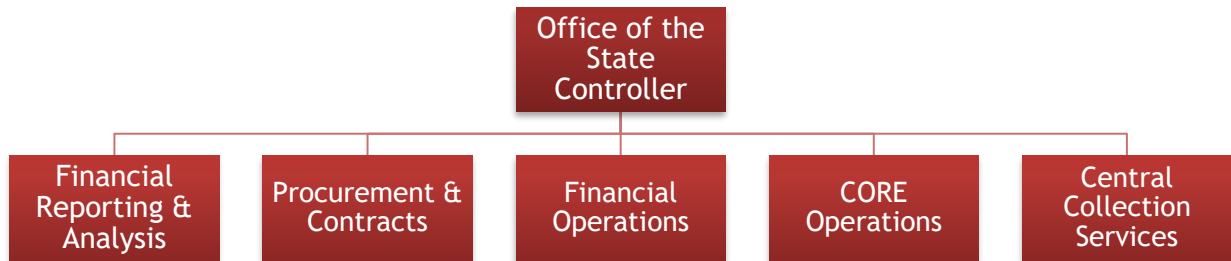 Office of the
State
Controller
Financial
Reporting &
Analysis
Procurement &
Contracts
Financial
Operations
CORE
Operations
Central
Collection
Services